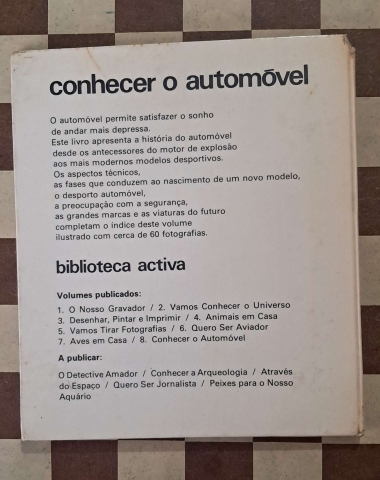 conhecer o automóvel
O automóvel permite satisfazer o sonho
de andar mais depressa.
Este livro apresenta a história do automóvel
desde os antecessores do motor de explosão
aos mais modernos modelos desportivos.
Os aspectos técnicos,
as fases que conduzem ao nascimento de um novo modelo,
o desporto automóvel,
a preocupação com a segurança,
as grandes marcas e as viaturas do futuro
completam o índice deste volume
ilustrado com cerca de 60 fotografias.
biblioteca activa
Volumes publicados:
1. O Nosso Gravador / 2. Vamos Conhecer o Universo
3. Desenhar, Pintar e Imprimir / 4. Animais em Casa
5. Vamos Tirar Fotografias / 6. Quero Ser Aviador
7. Aves em Casa / 8. Conhecer o Automóvel
A publicar:
O Detective Amador / Conhecer a Arqueologia / Através
do Espaço / Quero Ser Jornalista / Peixes para o Nosso
Aquário